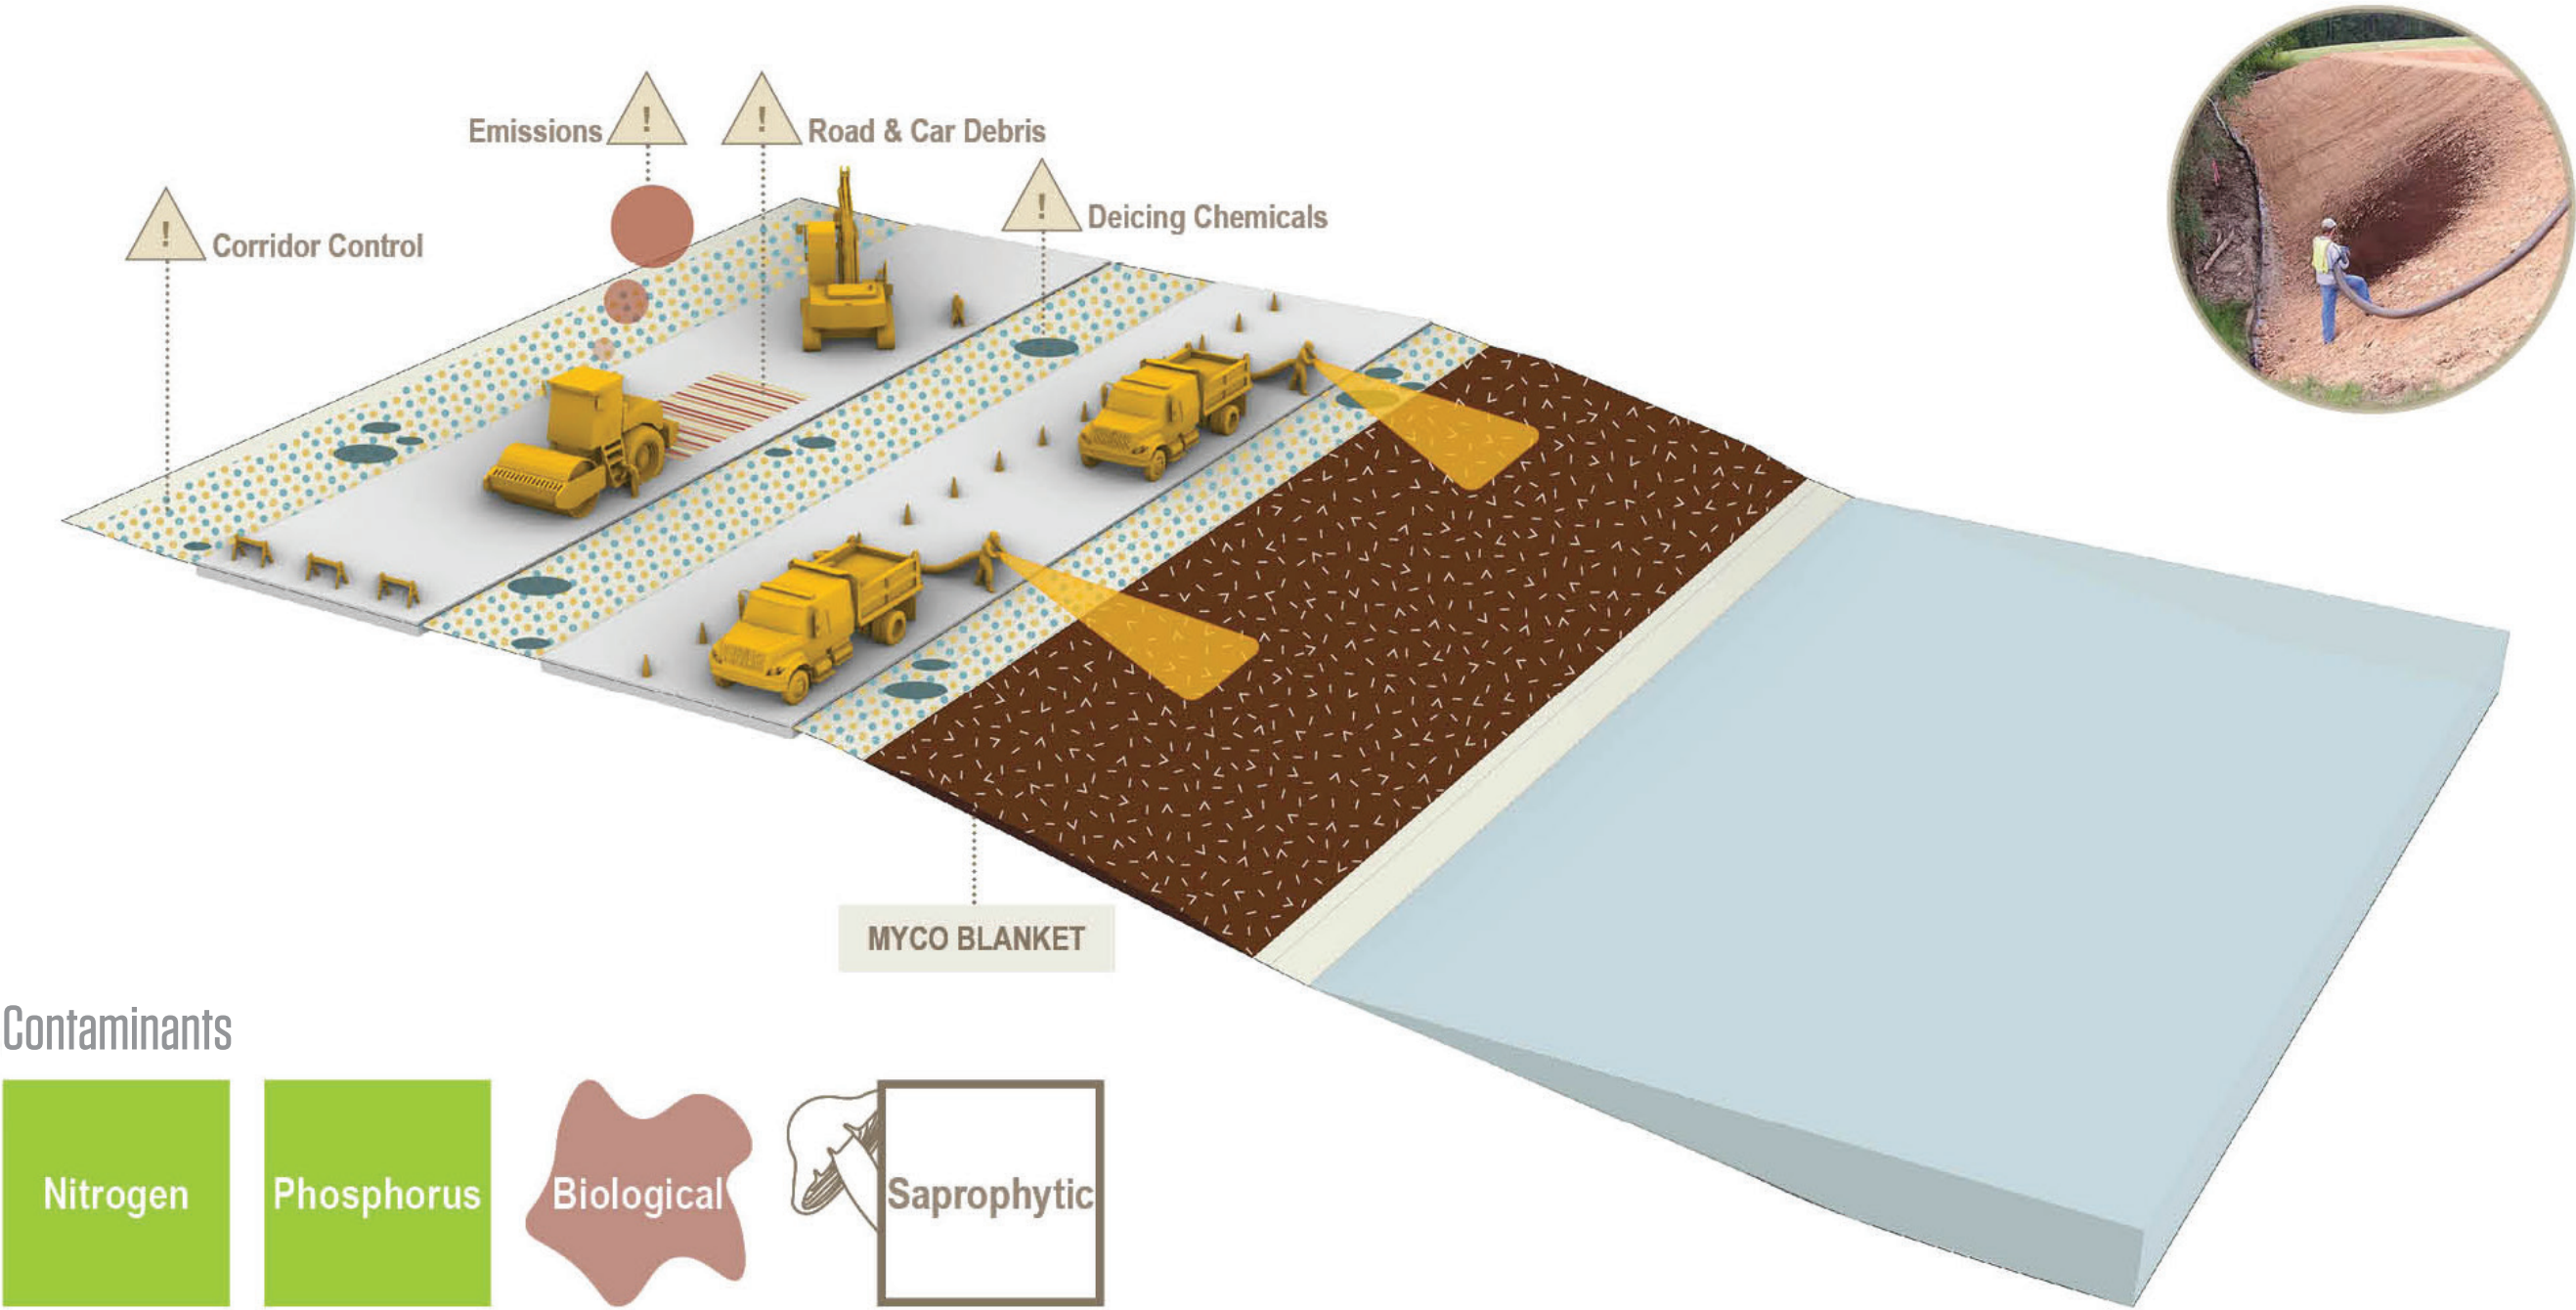 Emissions
!
!
Road & Car Debris
!
Deicing Chemicals
!
Corridor Control
MYCO BLANKET
Contaminants
Nitrogen
Phosphorus
Biological
Saprophytic